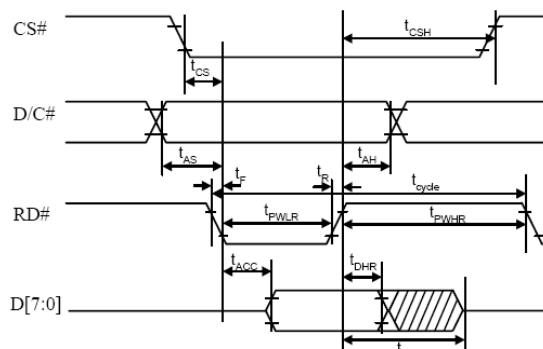 CS#
t_CSH
t_CS
D/C#
t_AS
t_AH
t_F
t_R
t_cycle
RD#
t_PWLR
t_PWHR
t_ACC
t_DHR
D[7:0]
t